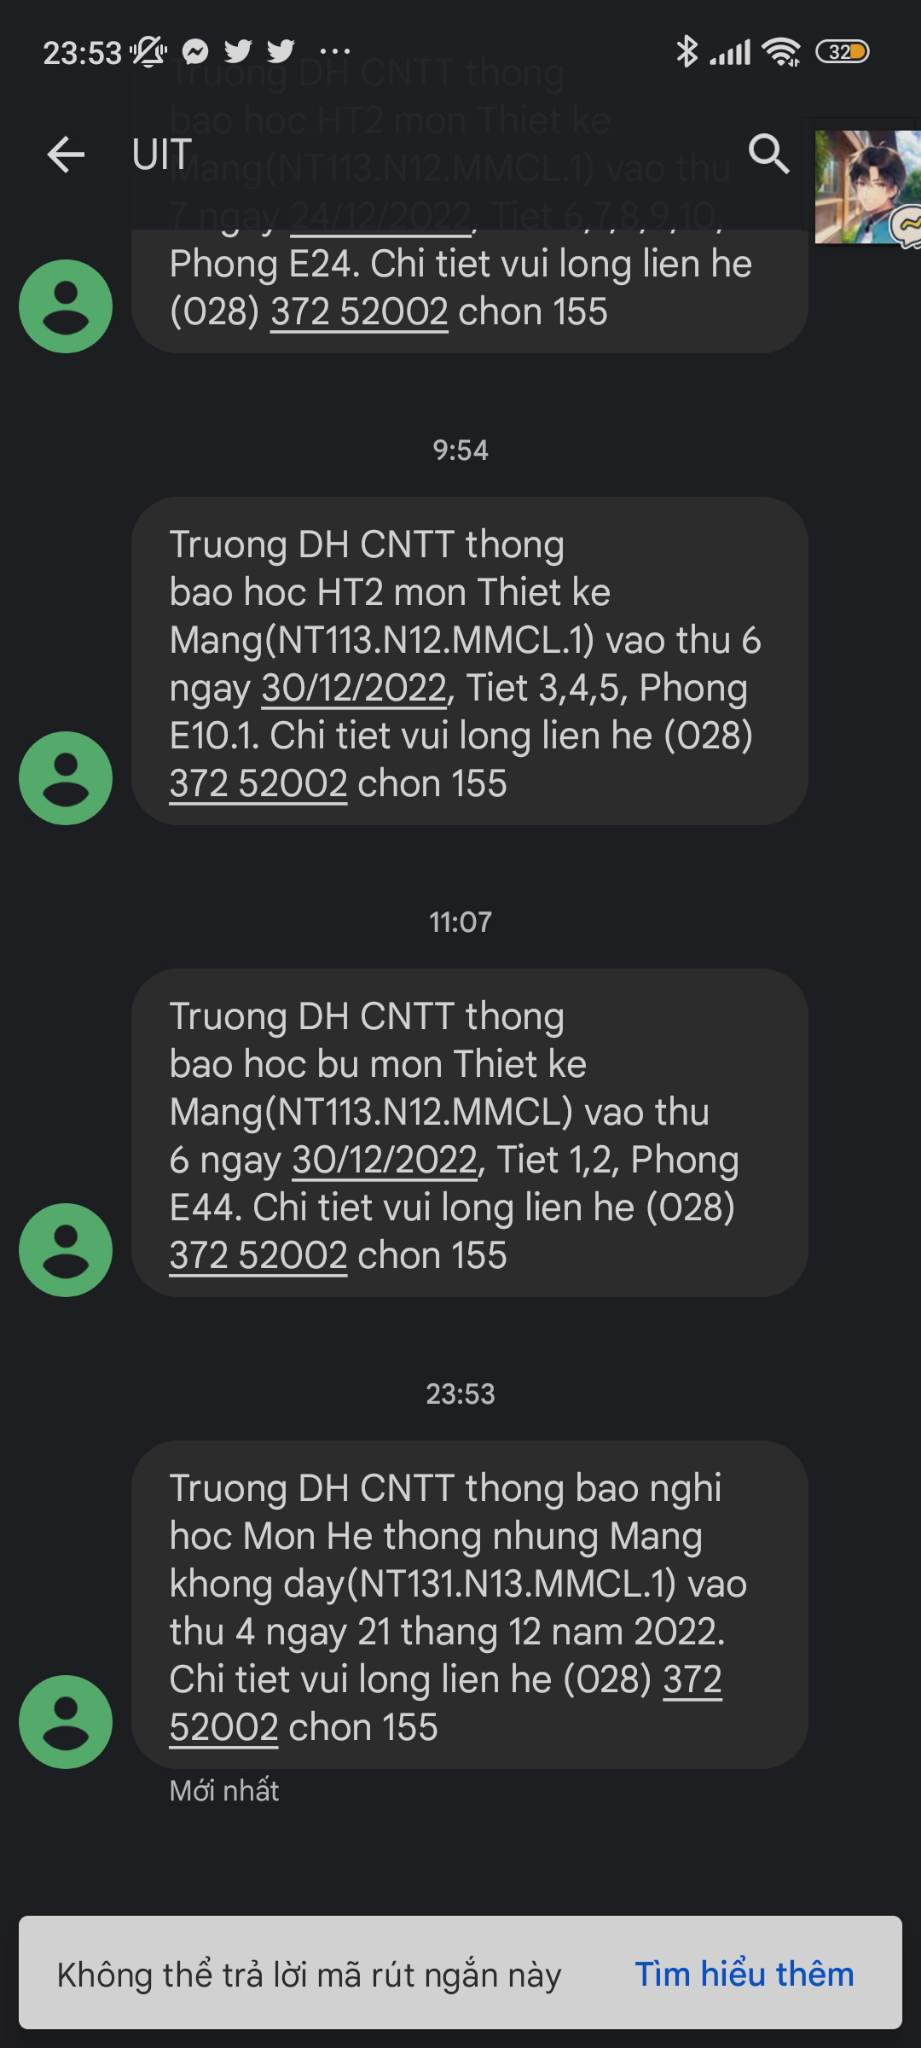 23:53
32
Truong DH CNTT thong
bao hoc HT2 mon Thiet ke
UIT
Mang(NT113.N12.MMCL.1) vao thu
7 ngay 24/12/2022, Tiet 6,7,8,9,10,
Phong E24. Chi tiet vui long lien he
(028) 372 52002 chon 155
9:54
Truong DH CNTT thong
bao hoc HT2 mon Thiet ke
Mang(NT113.N12.MMCL.1) vao thu 6
ngay 30/12/2022, Tiet 3,4,5, Phong
E10.1. Chi tiet vui long lien he (028)
372 52002 chon 155
11:07
Truong DH CNTT thong
bao hoc bu mon Thiet ke
Mang(NT113.N12.MMCL) vao thu
6 ngay 30/12/2022, Tiet 1,2, Phong
E44. Chi tiet vui long lien he (028)
372 52002 chon 155
23:53
Truong DH CNTT thong bao nghi
hoc Mon He thong nhung Mang
khong day(NT131.N13.MMCL.1) vao
thu 4 ngay 21 thang 12 nam 2022.
Chi tiet vui long lien he (028) 372
52002 chon 155
Mới nhất
Không thể trả lời mã rút ngắn này
Tìm hiểu thêm